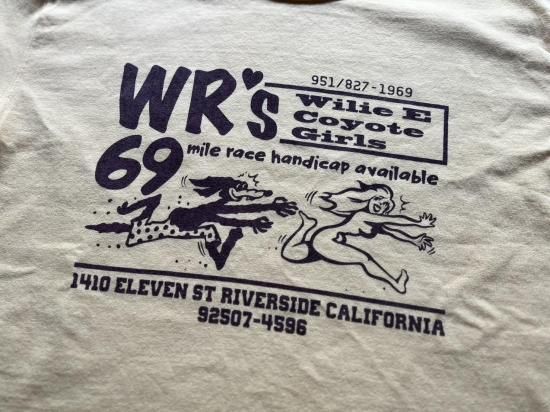 951/827-1969
WR's
Wilie E
Coyote
Girls
69 mile race handicap available
1410 ELEVEN ST RIVERSIDE CALIFORNIA
92507-4596